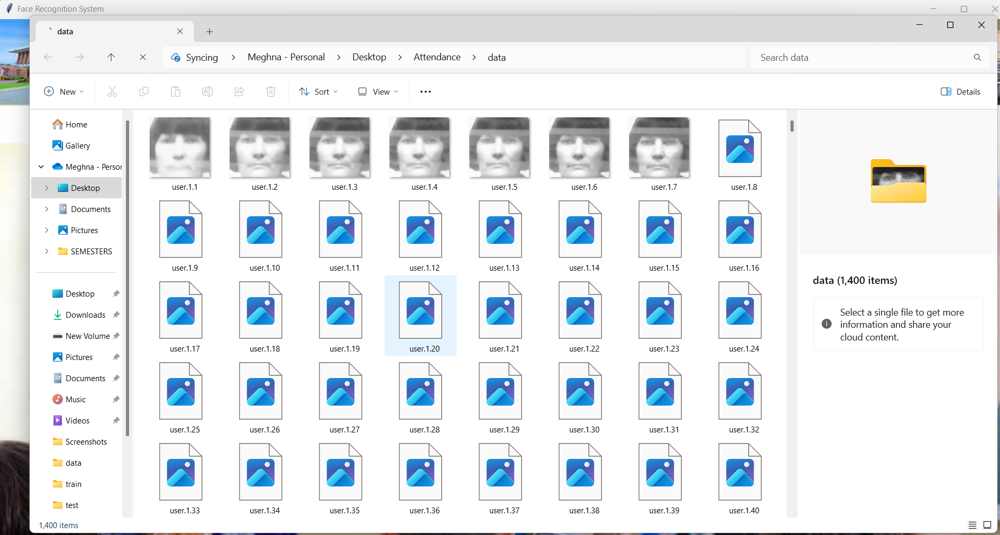 Face Recognition System
data
Syncing > Meghna - Personal > Desktop > Attendance > data
Search data
New
Sort
View
Details
Home
Gallery
Meghna - Person
Desktop
Documents
Pictures
SEMESTERS
Desktop
Downloads
New Volume
Pictures
Documents
Music
Videos
Screenshots
data
train
test
user.1.1 user.1.2 user.1.3 user.1.4 user.1.5 user.1.6 user.1.7 user.1.8
user.1.9 user.1.10 user.1.11 user.1.12 user.1.13 user.1.14 user.1.15 user.1.16
user.1.17 user.1.18 user.1.19 user.1.20 user.1.21 user.1.22 user.1.23 user.1.24
user.1.25 user.1.26 user.1.27 user.1.28 user.1.29 user.1.30 user.1.31 user.1.32
user.1.33 user.1.34 user.1.35 user.1.36 user.1.37 user.1.38 user.1.39 user.1.40
data (1,400 items)
Select a single file to get more
information and share your
cloud content.
1,400 items